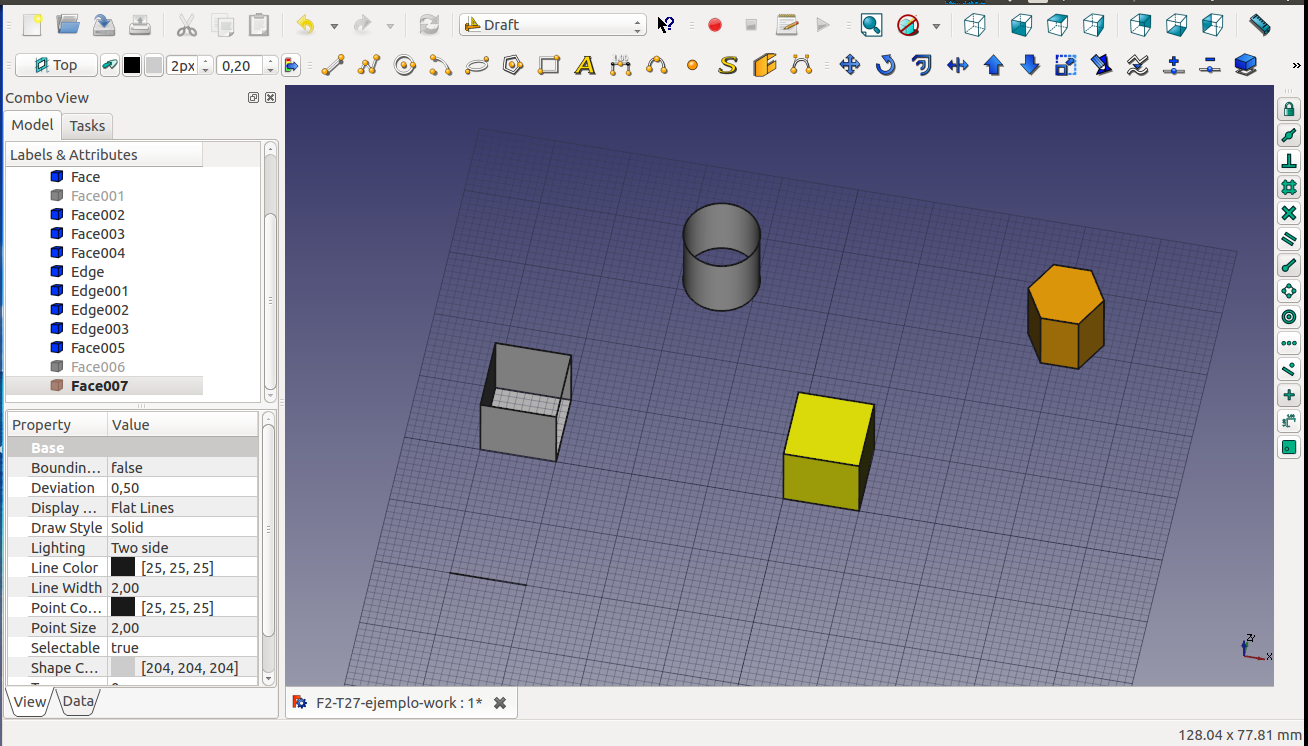 Draft
Top
2px
0,20
»
Combo View
Model
Tasks
Labels & Attributes
Face
Face001
Face002
Face003
Face004
Edge
Edge001
Edge002
Edge003
Face005
Face006
Face007
Property Value
Base
Boundin... false
Deviation 0,50
Display ... Flat Lines
Draw Style Solid
Lighting Two side
Line Color [25, 25, 25]
Line Width 2,00
Point Co... [25, 25, 25]
Point Size 2,00
Selectable true
Shape C... [204, 204, 204]
View
Data
F2-T27-ejemplo-work : 1*
X
128.04 x 77.81 mm